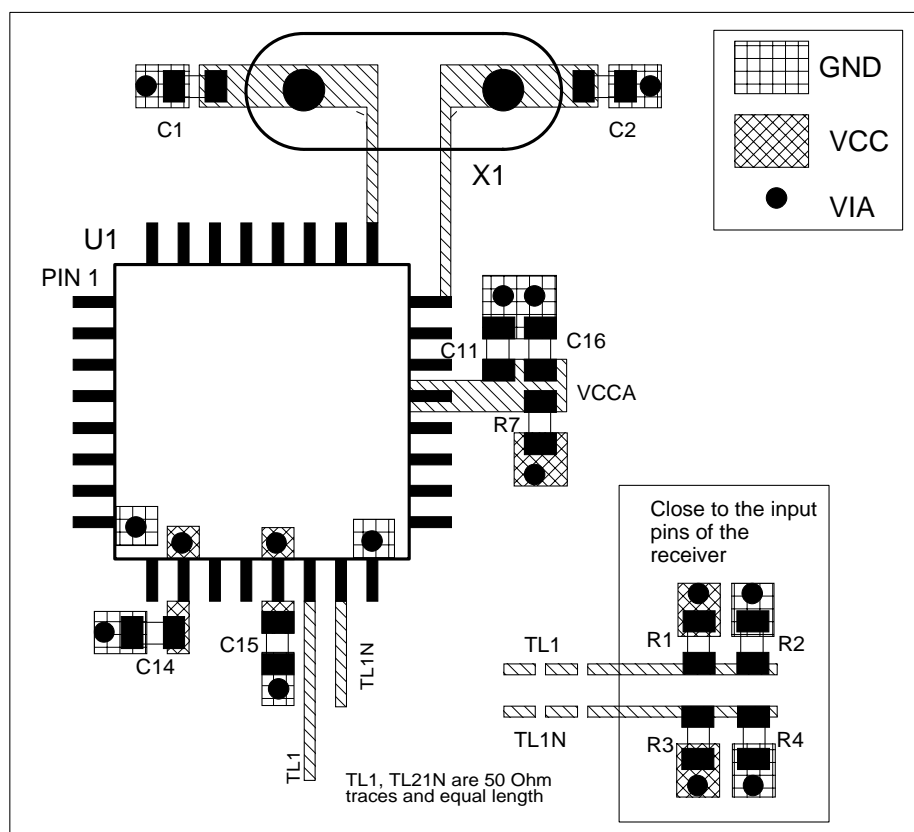 C1
C2
X1
GND
VCC
VIA
U1
PIN 1
C11
C16
VCCA
R7
Close to the input
pins of the
receiver
C14
C15
TL1
TL1N
R1
R2
TL1
TL1N
R3
R4
TL1, TL21N are 50 Ohm
traces and equal length